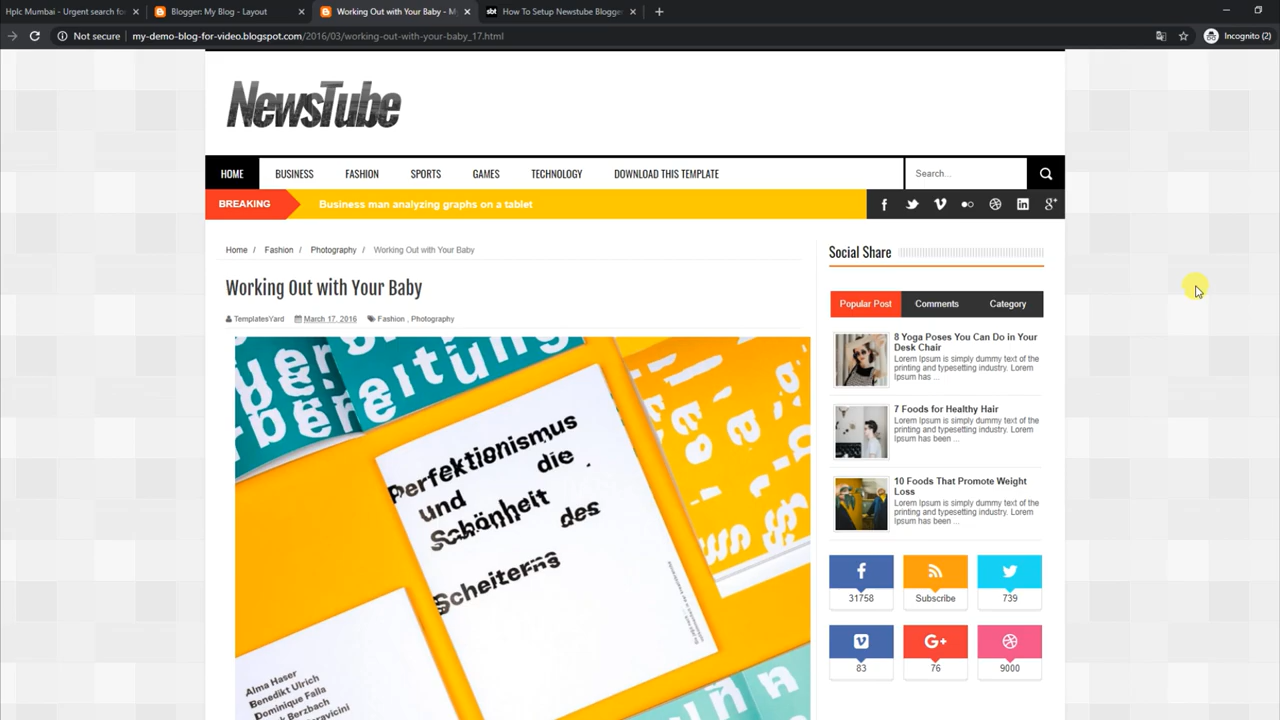 Hplc Mumbai - Urgent search for
Blogger: My Blog - Layout
Working Out with Your Baby - My
sbt How To Setup Newstube Blogger
Not secure | my-demo-blog-for-video.blogspot.com/2016/03/working-out-with-your-baby_17.html
Incognito (2)
NewsTube
HOME BUSINESS FASHION SPORTS GAMES TECHNOLOGY DOWNLOAD THIS TEMPLATE Search...
BREAKING Business man analyzing graphs on a tablet
Home / Fashion / Photography / Working Out with Your Baby
Working Out with Your Baby
TemplatesYard March 17, 2016 Fashion , Photography
Perfektionismus
und die
Schönheit des
Scheiterns
Alma Haser
Benedikt Ulrich
Dominique Falla
Berzbach
Social Share
Popular Post Comments Category
8 Yoga Poses You Can Do in Your
Desk Chair
Lorem Ipsum is simply dummy text of the
printing and typesetting industry. Lorem
Ipsum has ...
7 Foods for Healthy Hair
Lorem Ipsum is simply dummy text of the
printing and typesetting industry. Lorem
Ipsum has been ...
10 Foods That Promote Weight
Loss
Lorem Ipsum is simply dummy text of the
printing and typesetting industry. Lorem
Ipsum has been ...
31758 Subscribe 739
83 76 9000